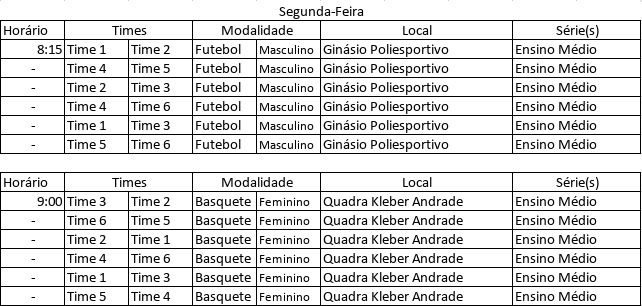 Segunda-Feira
Horário Times Modalidade Local Série(s)
8:15 Time 1 Time 2 Futebol Masculino Ginásio Poliesportivo Ensino Médio
- Time 4 Time 5 Futebol Masculino Ginásio Poliesportivo Ensino Médio
- Time 2 Time 3 Futebol Masculino Ginásio Poliesportivo Ensino Médio
- Time 4 Time 6 Futebol Masculino Ginásio Poliesportivo Ensino Médio
- Time 1 Time 3 Futebol Masculino Ginásio Poliesportivo Ensino Médio
- Time 5 Time 6 Futebol Masculino Ginásio Poliesportivo Ensino Médio
Horário Times Modalidade Local Série(s)
9:00 Time 3 Time 2 Basquete Feminino Quadra Kleber Andrade Ensino Médio
- Time 6 Time 5 Basquete Feminino Quadra Kleber Andrade Ensino Médio
- Time 2 Time 1 Basquete Feminino Quadra Kleber Andrade Ensino Médio
- Time 4 Time 6 Basquete Feminino Quadra Kleber Andrade Ensino Médio
- Time 1 Time 3 Basquete Feminino Quadra Kleber Andrade Ensino Médio
- Time 5 Time 4 Basquete Feminino Quadra Kleber Andrade Ensino Médio